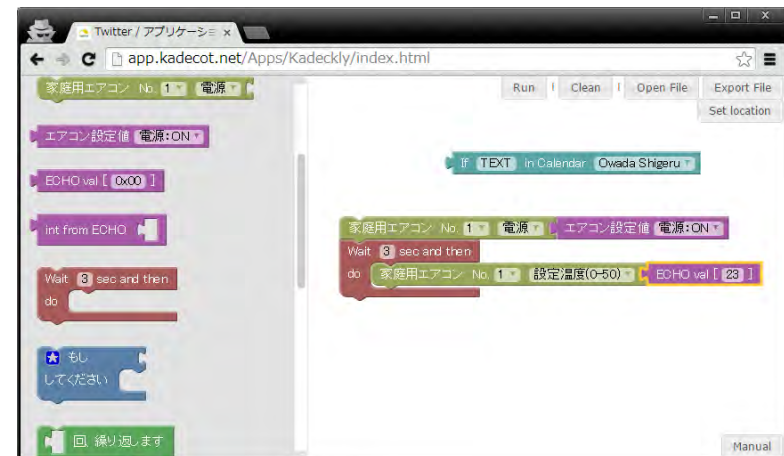 Twitter / アプリケーショ x
app.kadecot.net/Apps/Kadeckly/index.html
Run ! Clean ! Open File Export File
Set location
家庭用エアコン No. 1 電源
エアコン設定値 電源:ON
ECHO val [ 0x00 ]
int from ECHO
Wait 3 sec and then
do
もし
してください
回 繰り返します
If TEXT in Calendar Owada Shigeru
家庭用エアコン No. 1 電源 エアコン設定値 電源:ON
Wait 3 sec and then
do 家庭用エアコン No. 1 設定温度(0-50) ECHO val [ 23 ]
Manual